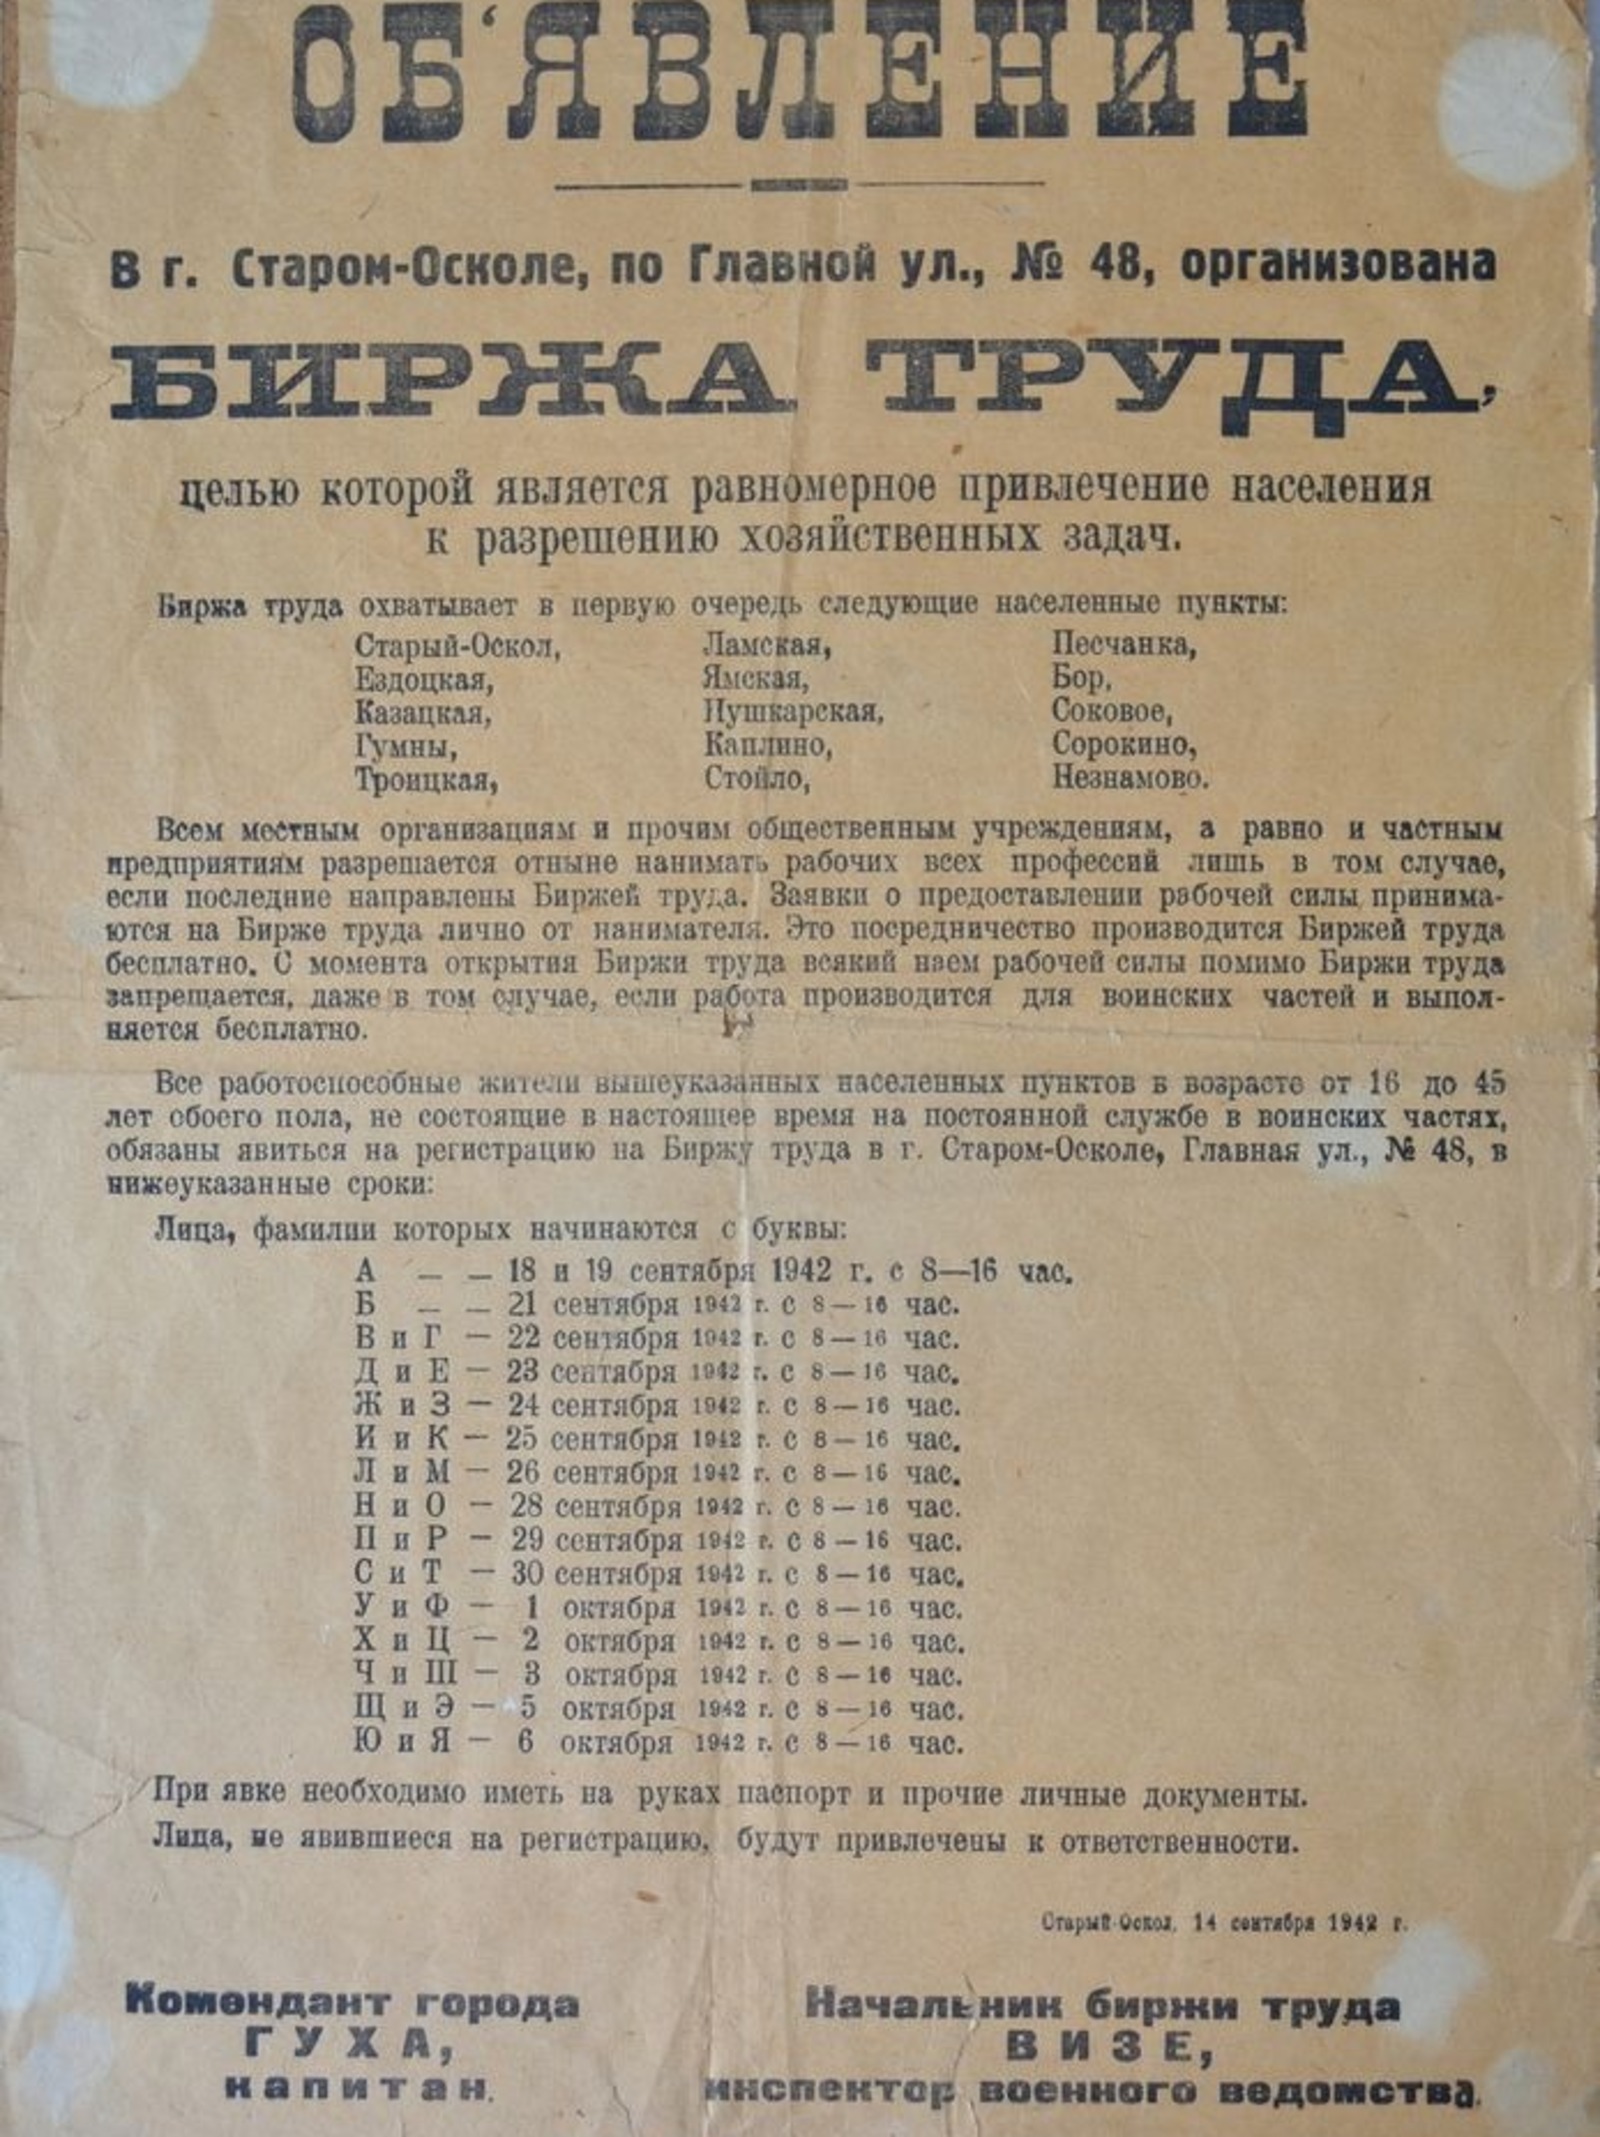 ОБ‘ЯВЛЕНИЕ
В г. Старом-Осколе, по Главной ул., № 48, организована
БИРЖА ТРУДА,
целью которой является равномерное привлечение населения
к разрешению хозяйственных задач.
Биржа труда охватывает в первую очередь следующие населенные пункты:
Старый-Оскол, Ламская, Песчанка,
Ездоцкая, Ямская, Бор,
Казацкая, Пушкарская, Соковое,
Гумны, Каплино, Сорокино,
Троицкая, Стойло, Незнамово.
Всем местным организациям и прочим общественным учреждениям, а равно и частным
предприятиям разрешается отныне нанимать рабочих всех профессий лишь в том случае,
если последние направлены Биржей труда. Заявки о предоставлении рабочей силы принима-
ются на Бирже труда лично от нанимателя. Это посредничество производится Биржей труда
бесплатно. С момента открытия Биржи труда всякий наем рабочей силы помимо Биржи труда
запрещается, даже в том случае, если работа производится для воинских частей и выпол-
няется бесплатно.
Все работоспособные жители вышеуказанных населенных пунктов в возрасте от 16 до 45
лет обоего пола, не состоящие в настоящее время на постоянной службе в воинских частях,
обязаны явиться на регистрацию на Биржу труда в г. Старом-Осколе, Главная ул., № 48, в
нижеуказанные сроки:
Лица, фамилии которых начинаются с буквы:
А — — 18 и 19 сентября 1942 г. с 8—16 час.
Б — — 21 сентября 1942 г. с 8—16 час.
В и Г — 22 сентября 1942 г. с 8—16 час.
Д и Е — 23 сентября 1942 г. с 8—16 час.
Ж и З — 24 сентября 1942 г. с 8—16 час.
И и К — 25 сентября 1942 г. с 8—16 час.
Л и М — 26 сентября 1942 г. с 8—16 час.
Н и О — 28 сентября 1942 г. с 8—16 час.
П и Р — 29 сентября 1942 г. с 8—16 час.
С и Т — 30 сентября 1942 г. с 8—16 час.
У и Ф — 1 октября 1942 г. с 8—16 час.
Х и Ц — 2 октября 1942 г. с 8—16 час.
Ч и Ш — 3 октября 1942 г. с 8—16 час.
Щ и Э — 5 октября 1942 г. с 8—16 час.
Ю и Я — 6 октября 1942 г. с 8—16 час.
При явке необходимо иметь на руках паспорт и прочие личные документы.
Лица, не явившиеся на регистрацию, будут привлечены к ответственности.
Старый-Оскол, 14 сентября 1942 г.
Комендант города Начальник биржи труда
ГУХА, ВИЗЕ,
капитан. инспектор военного ведомства.